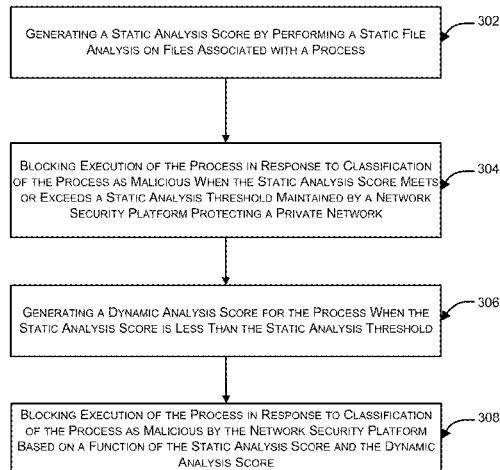 GENERATING A STATIC ANALYSIS SCORE BY PERFORMING A STATIC FILE
ANALYSIS ON FILES ASSOCIATED WITH A PROCESS
302
BLOCKING EXECUTION OF THE PROCESS IN RESPONSE TO CLASSIFICATION
OF THE PROCESS AS MALICIOUS WHEN THE STATIC ANALYSIS SCORE MEETS
OR EXCEEDS A STATIC ANALYSIS THRESHOLD MAINTAINED BY A NETWORK
SECURITY PLATFORM PROTECTING A PRIVATE NETWORK
304
GENERATING A DYNAMIC ANALYSIS SCORE FOR THE PROCESS WHEN THE
STATIC ANALYSIS SCORE IS LESS THAN THE STATIC ANALYSIS THRESHOLD
306
BLOCKING EXECUTION OF THE PROCESS IN RESPONSE TO CLASSIFICATION
OF THE PROCESS AS MALICIOUS BY THE NETWORK SECURITY PLATFORM
BASED ON A FUNCTION OF THE STATIC ANALYSIS SCORE AND THE DYNAMIC
ANALYSIS SCORE
308